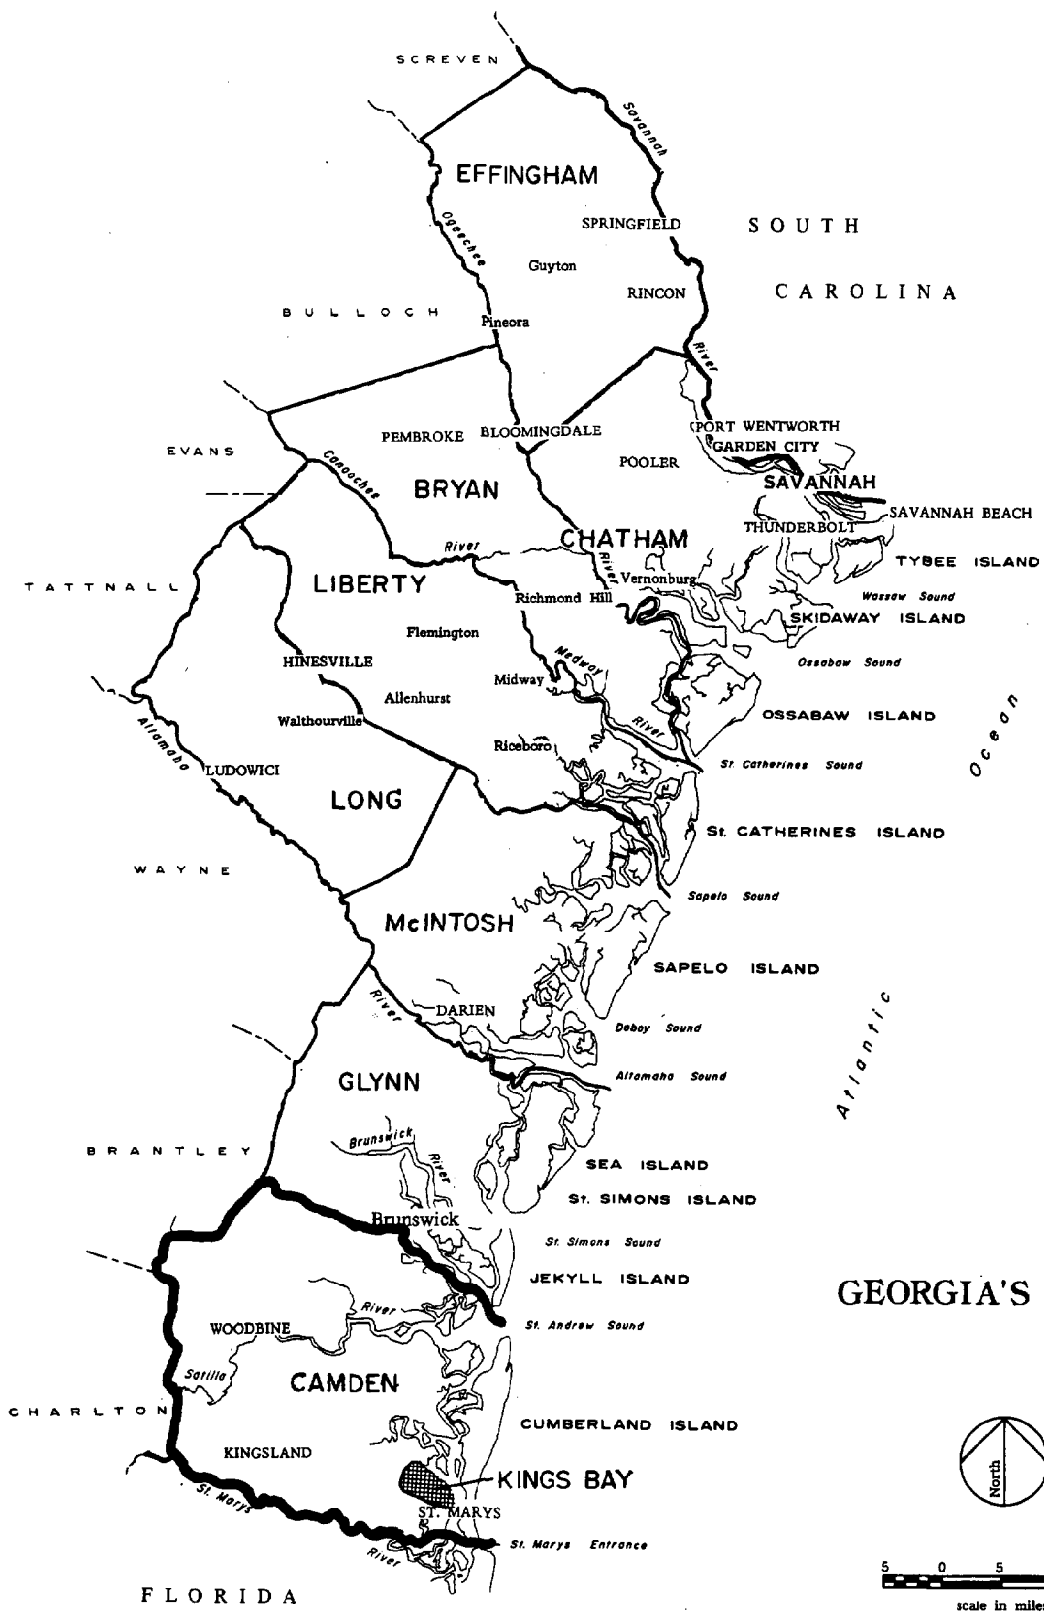 SCREVEN
Savannah
EFFINGHAM
Ogeechee
SPRINGFIELD
SOUTH
Guyton
CAROLINA
RINCON
BULLOCH
Pineora
River
PEMBROKE
BLOOMINGDALE
PORT WENTWORTH
GARDEN CITY
EVANS
Canoochee
POOLER
BRYAN
SAVANNAH
SAVANNAH BEACH
THUNDERBOLT
CHATHAM
River
River
TYBEE ISLAND
TATTNALL
LIBERTY
Vernonburg
Richmond Hill
Wassaw Sound
SKIDAWAY ISLAND
Flemington
HINESVILLE
Medway
Ossabaw Sound
Midway
Allenhurst
Walthourville
OSSABAW ISLAND
Altamaha
River
Riceboro
Ocean
LUDOWICI
St. Catherines Sound
LONG
St. CATHERINES ISLAND
WAYNE
Sapelo Sound
McINTOSH
SAPELO ISLAND
River
DARIEN
Doboy Sound
Atlantic
Altamaha Sound
GLYNN
Brunswick
River
BRANTLEY
SEA ISLAND
St. SIMONS ISLAND
Brunswick
St. Simons Sound
JEKYLL ISLAND
GEORGIA'S
River
WOODBINE
St. Andrew Sound
Satilla
CAMDEN
CHARLTON
CUMBERLAND ISLAND
KINGSLAND
KINGS BAY
North
St. Marys
ST. MARYS
St. Marys Entrance
River
5 0 5
FLORIDA
scale in miles